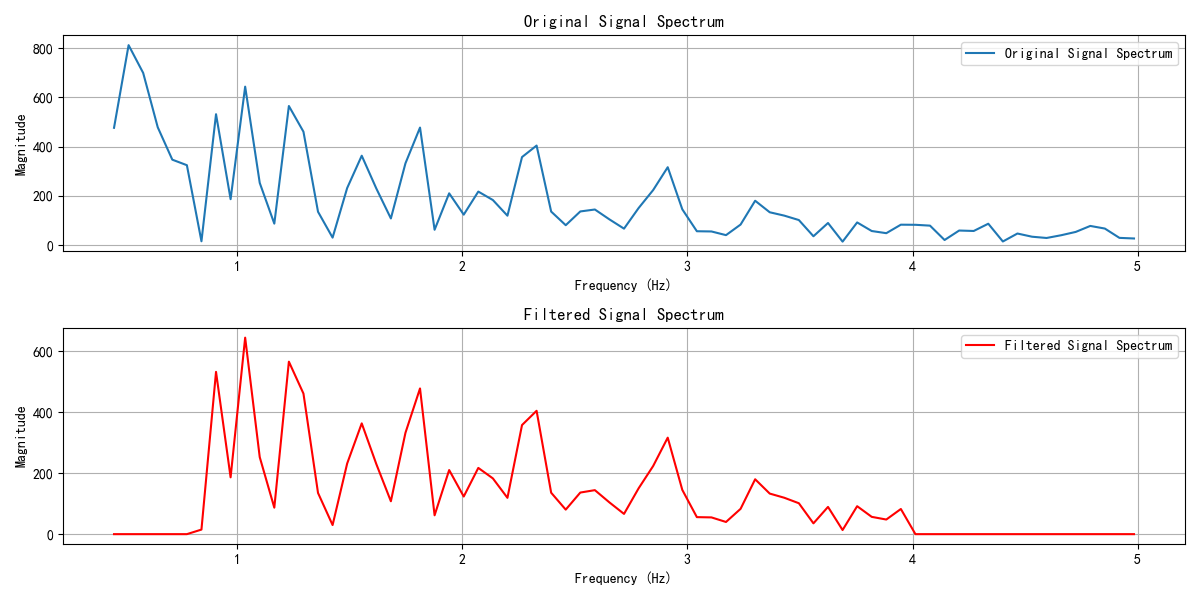 Original Signal Spectrum
Original Signal Spectrum
Magnitude
800
600
400
200
0
1 2 3 4 5
Frequency (Hz)
Filtered Signal Spectrum
Filtered Signal Spectrum
Magnitude
600
400
200
0
1 2 3 4 5
Frequency (Hz)